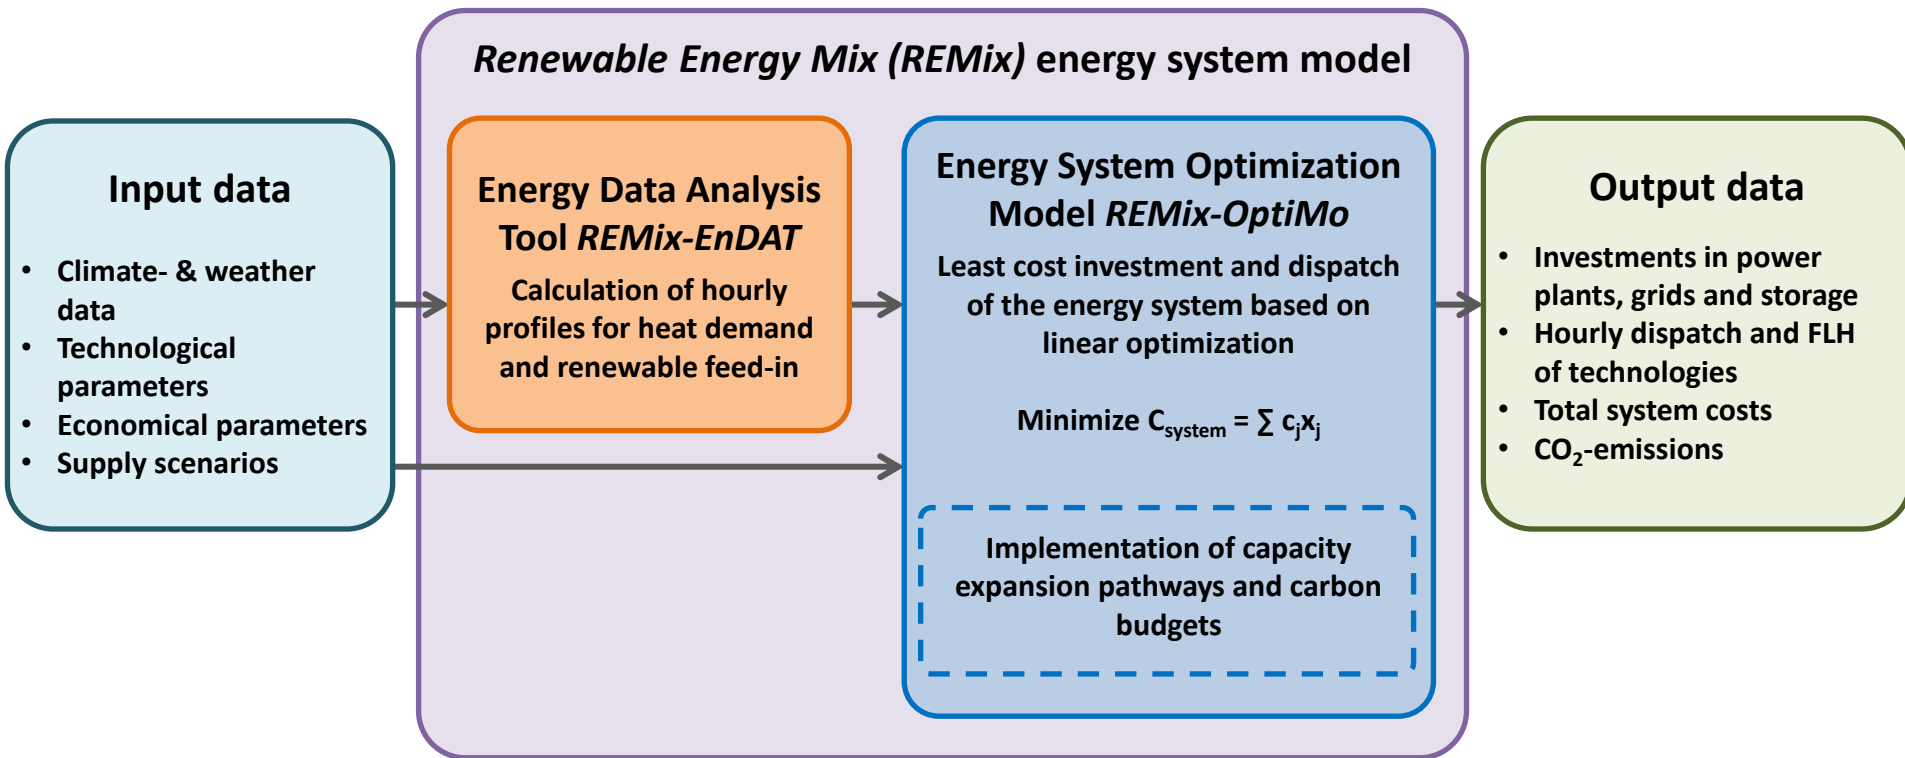 Renewable Energy Mix (REMix) energy system model
Input data
• Climate- & weather
data
• Technological
parameters
• Economical parameters
• Supply scenarios
Energy Data Analysis
Tool REMix-EnDAT
Calculation of hourly
profiles for heat demand
and renewable feed-in
Energy System Optimization
Model REMix-OptiMo
Least cost investment and dispatch
of the energy system based on
linear optimization
Minimize C_system = ∑ c_jx_j
Implementation of capacity
expansion pathways and carbon
budgets
Output data
• Investments in power
plants, grids and storage
• Hourly dispatch and FLH
of technologies
• Total system costs
• CO₂-emissions